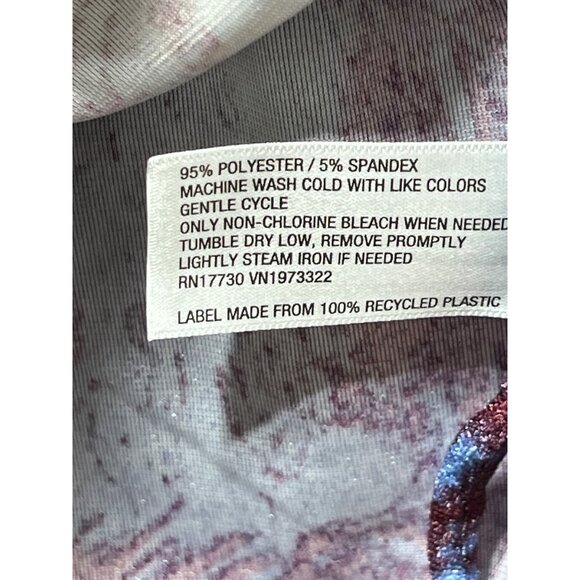 95% POLYESTER / 5% SPANDEX
MACHINE WASH COLD WITH LIKE COLORS
GENTLE CYCLE
ONLY NON-CHLORINE BLEACH WHEN NEEDED
TUMBLE DRY LOW, REMOVE PROMPTLY
LIGHTLY STEAM IRON IF NEEDED
RN17730 VN1973322
LABEL MADE FROM 100% RECYCLED PLASTIC